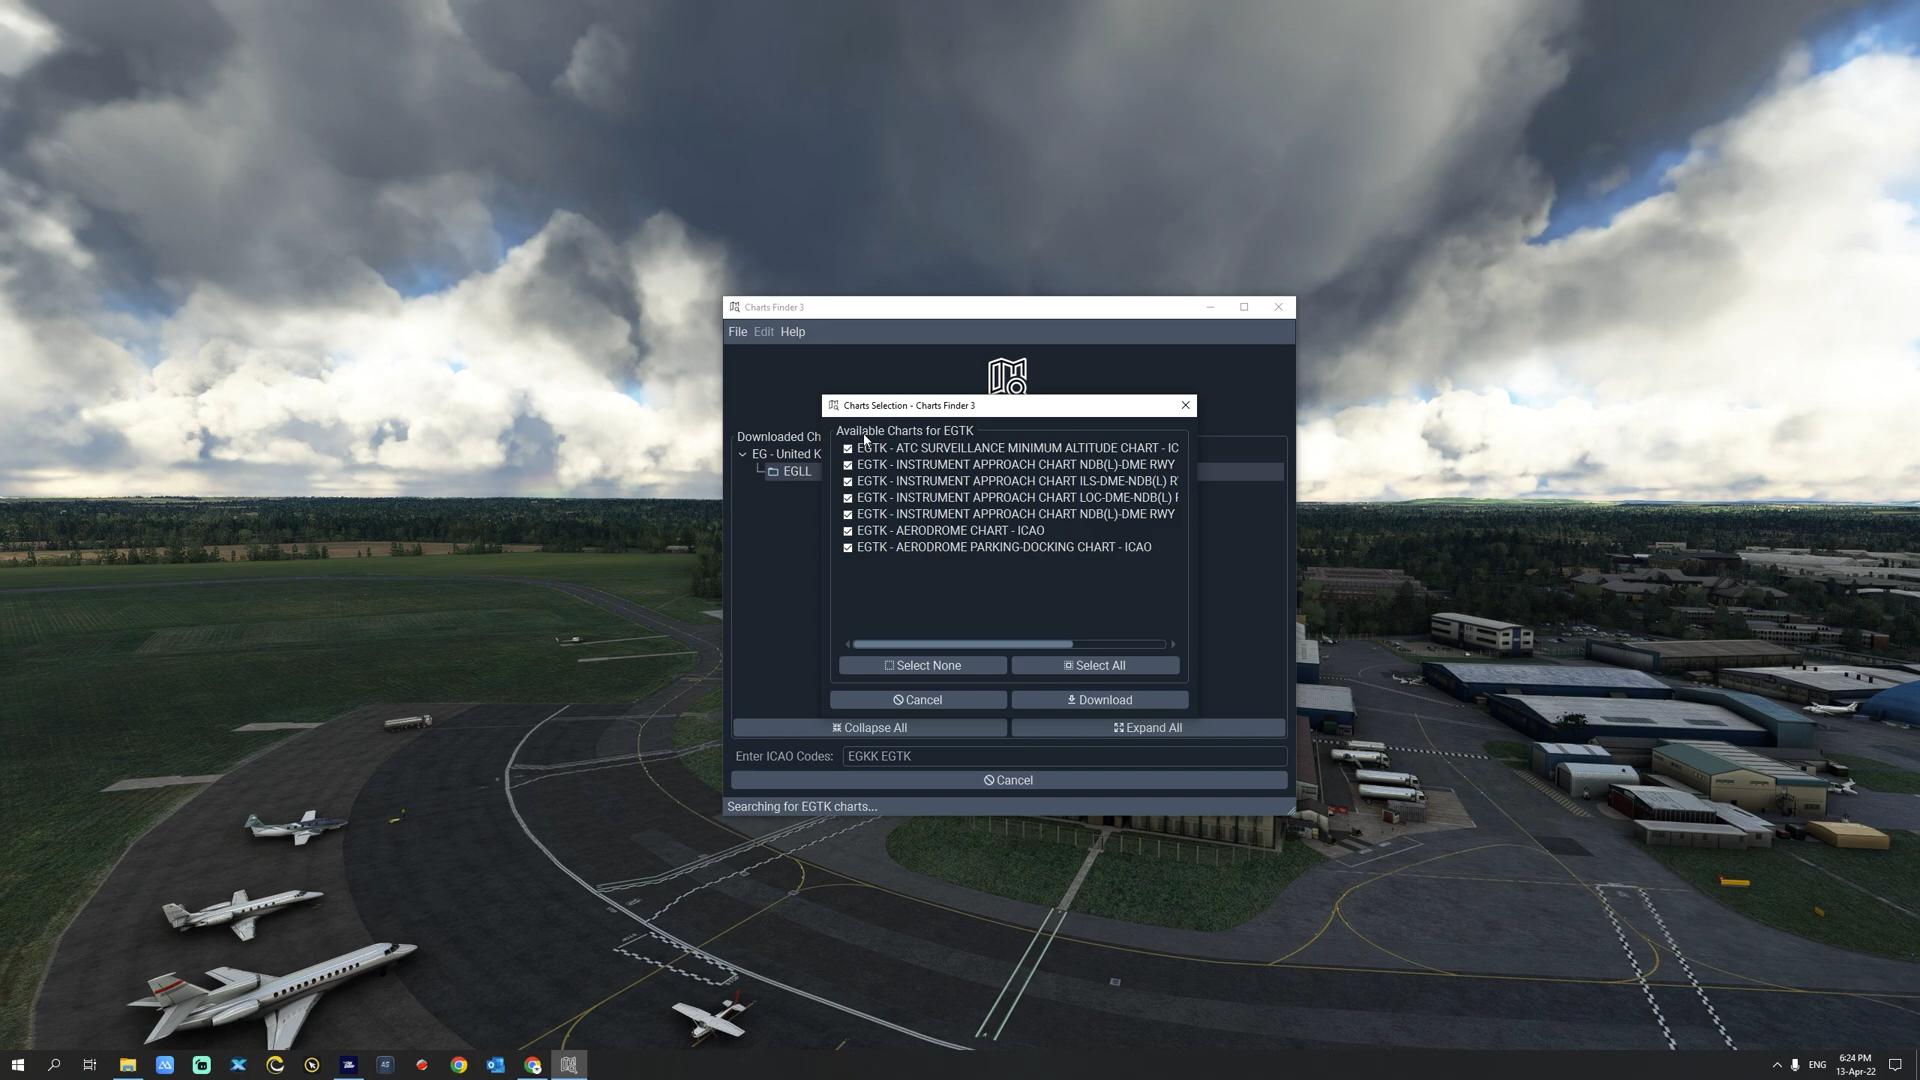 Charts Finder 3
File Edit Help
Charts Selection - Charts Finder 3
Available Charts for EGTK
Downloaded Ch
EG - United K
EGLL
EGTK - ATC SURVEILLANCE MINIMUM ALTITUDE CHART - IC
EGTK - INSTRUMENT APPROACH CHART NDB(L)-DME RWY
EGTK - INSTRUMENT APPROACH CHART ILS-DME-NDB(L) R
EGTK - INSTRUMENT APPROACH CHART LOC-DME-NDB(L)
EGTK - INSTRUMENT APPROACH CHART NDB(L)-DME RWY
EGTK - AERODROME CHART - ICAO
EGTK - AERODROME PARKING-DOCKING CHART - ICAO
Select None
Select All
Cancel
Download
Collapse All
Expand All
Enter ICAO Codes: EGKK EGTK
Cancel
Searching for EGTK charts...
AS
ENG
6:24 PM
13-Apr-22